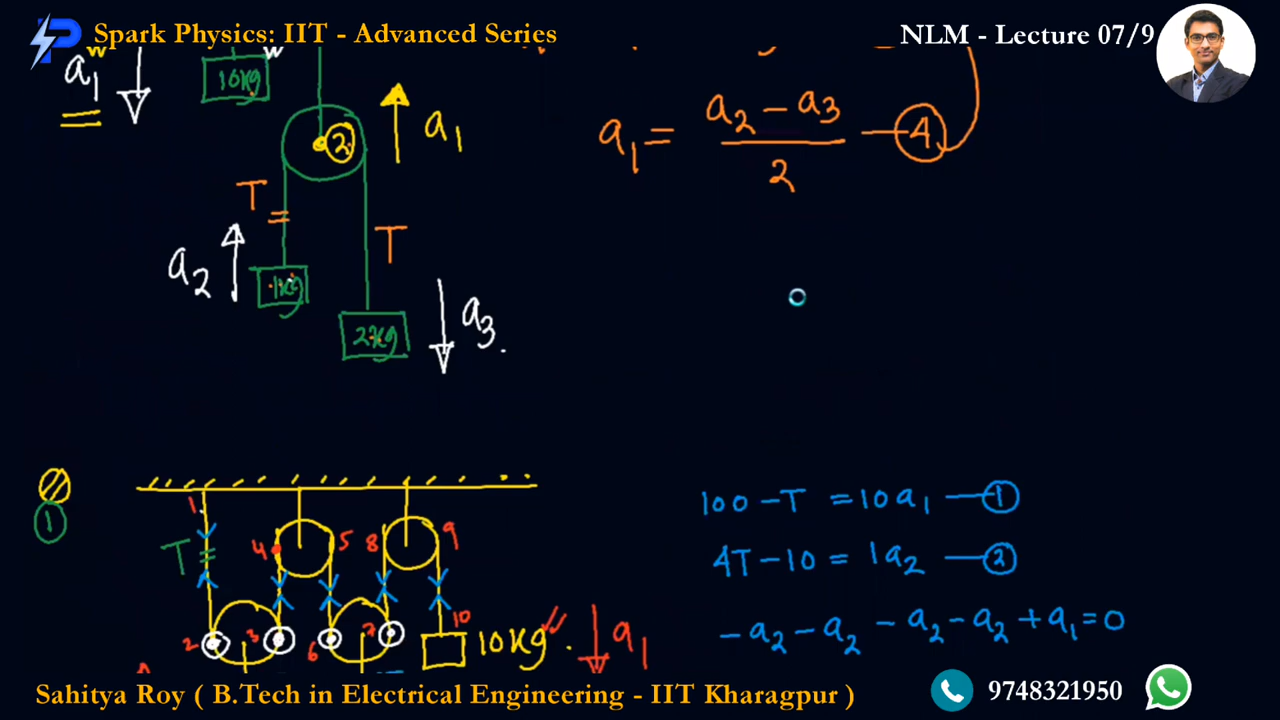 Spark Physics: IIT - Advanced Series
NLM - Lecture 07/9
a1
w
w
10kg
2
a1
a1 = (a2 - a3)/2 — 4
T
T
a2
1kg
2kg
a3
1
1
T
4
5
8
9
2
3
6
7
10
10kg
a1
100 - T = 10a1 — 1
4T - 10 = 1a2 — 2
- a2 - a2 - a2 - a2 + a1 = 0
Sahitya Roy ( B.Tech in Electrical Engineering - IIT Kharagpur )
9748321950